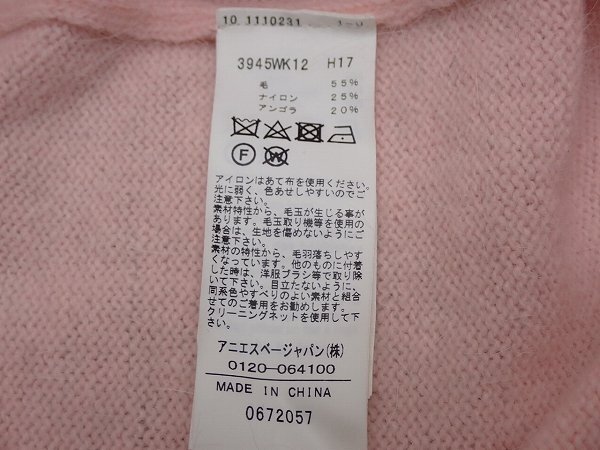 10 1110231
3945WK12 H17
毛 55%
ナイロン 25%
アンゴラ 20%
F W
アイロンはあて布を使用ください。
光に弱く、色あせしやすいのでご
注意下さい。
素材特性から、毛玉が生じる事が
あります。毛玉取り機等を使用のご
場合は、生地を傷めないようにご
注意下さい。
素材の特性から、毛羽落ちしやす
くなっています。他のものに付着
した時は、洋服ブラシ等で取り除
いて下さい。目立たないように、
同系色やすべりのよい素材と組合
せてのご着用をお勧めします。
クリーニングネットを使用して下
さい。
アニエスベージャパン(株)
0120-064100
MADE IN CHINA
0672057